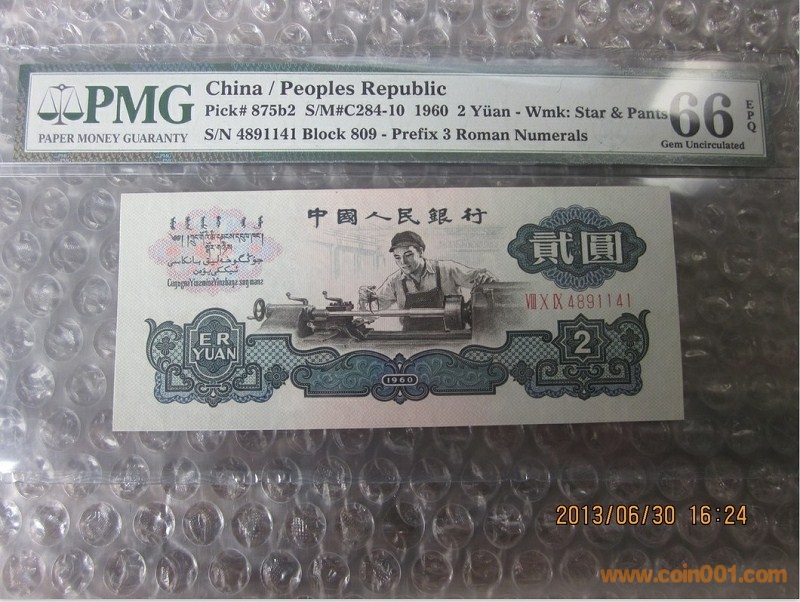 PMG
PAPER MONEY GUARANTY
China / Peoples Republic
Pick# 875b2 S/M#C284-10 1960 2 Yüan - Wmk: Star & Pants
S/N 4891141 Block 809 - Prefix 3 Roman Numerals
66
EPQ
Gem Uncirculated
中國人民銀行
貳圓
VIII X IX 4891141
ER
YUAN
2
1960
2013/06/30 16:24
www.coin001.com